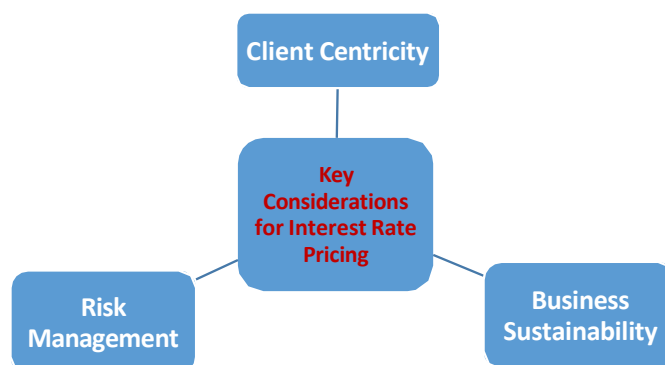 Client Centricity
Key
Considerations
for Interest Rate
Pricing
Risk
Management
Business
Sustainability